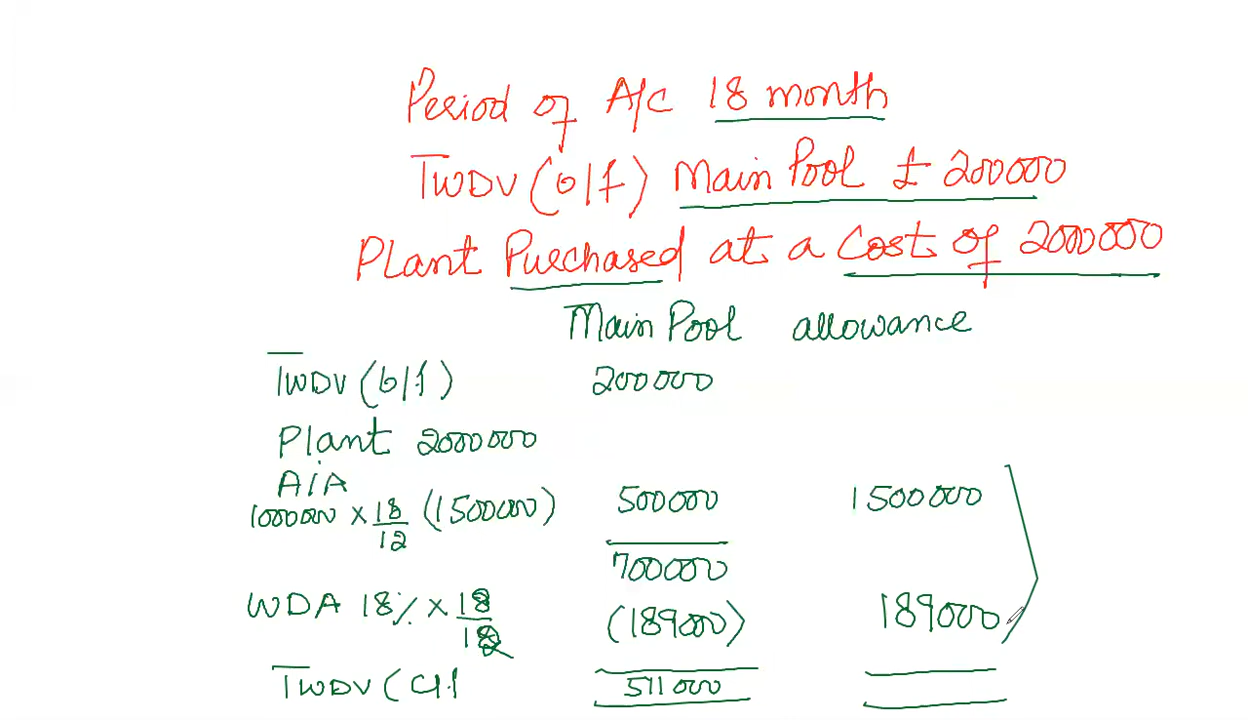 Period of A/C 18 month
TWDV (b/f) Main Pool £ 200000
Plant Purchased at a Cost of 2000000
Main Pool allowance
TWDV (b/f) 200000
Plant 2000000
AIA
1000000 × 18/12 (1500000) 500000 1500000
700000
WDA 18% × 18/12 (189000) 189000
TWDV (c/f 511000